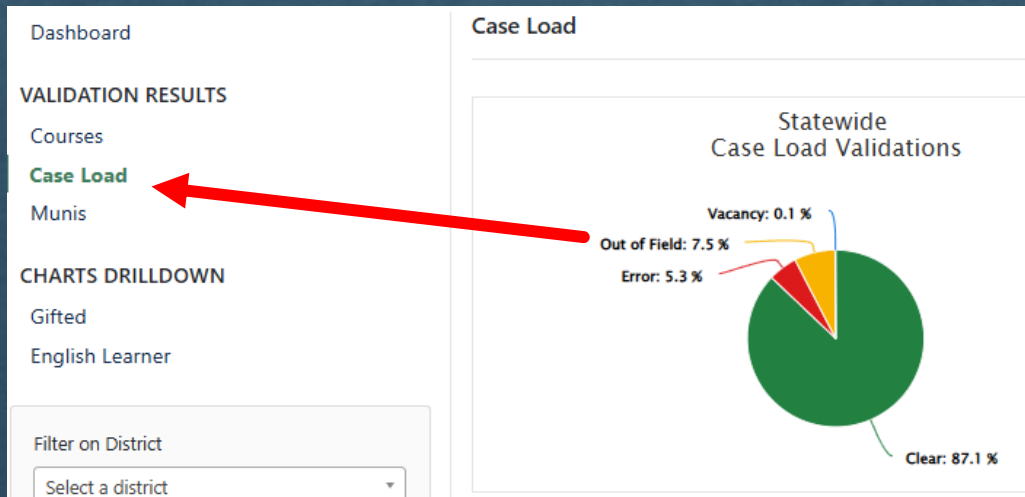 Dashboard
VALIDATION RESULTS
Courses
Case Load
Munis
CHARTS DRILLDOWN
Gifted
English Learner
Filter on District
Select a district
Case Load
Statewide
Case Load Validations
Vacancy: 0.1 %
Out of Field: 7.5 %
Error: 5.3 %
Clear: 87.1 %